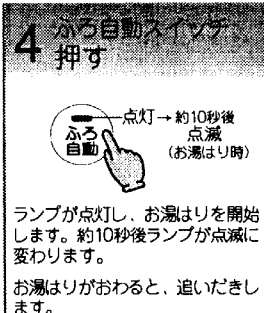 4 ふろ自動スイッチ
押す
点灯→約10秒後
点滅
(お湯はり時)
ふろ
自動
ランプが点灯し、お湯はりを開始
します。約10秒後ランプが点滅に
変わります。
お湯はりがおわると、追いだきし
ます。